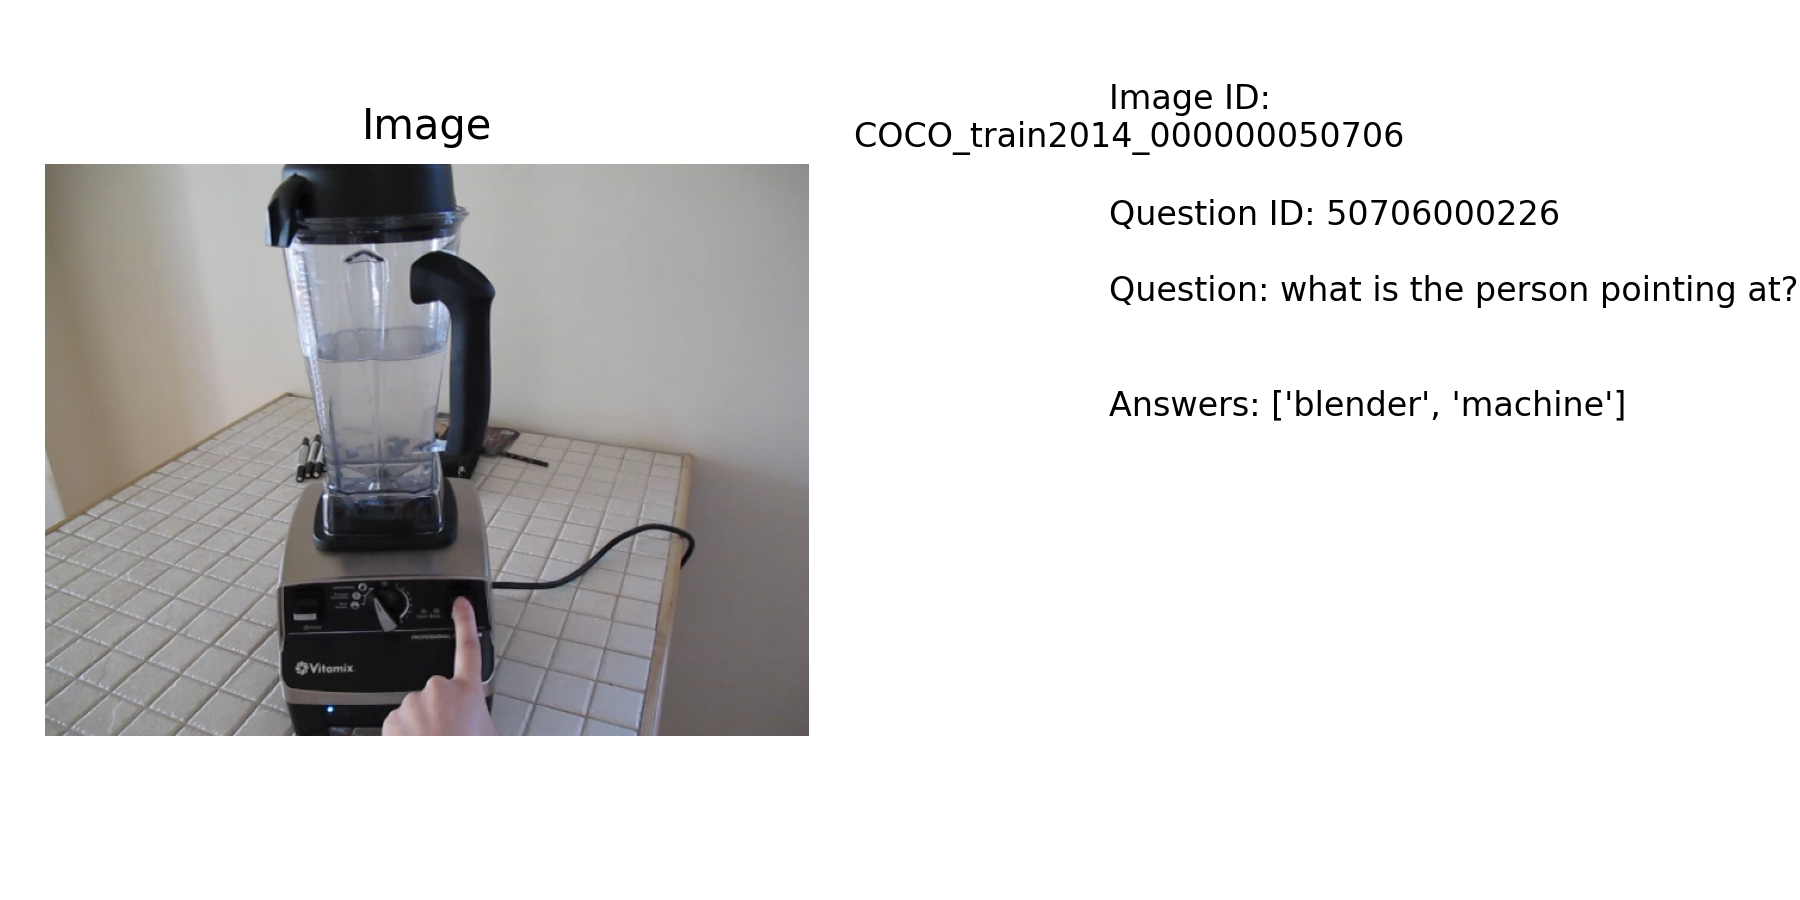 Image
Image ID:
COCO_train2014_000000050706
Question ID: 50706000226
Question: what is the person pointing at?
Answers: ['blender', 'machine']
PROFESSIONAL
Vitamix